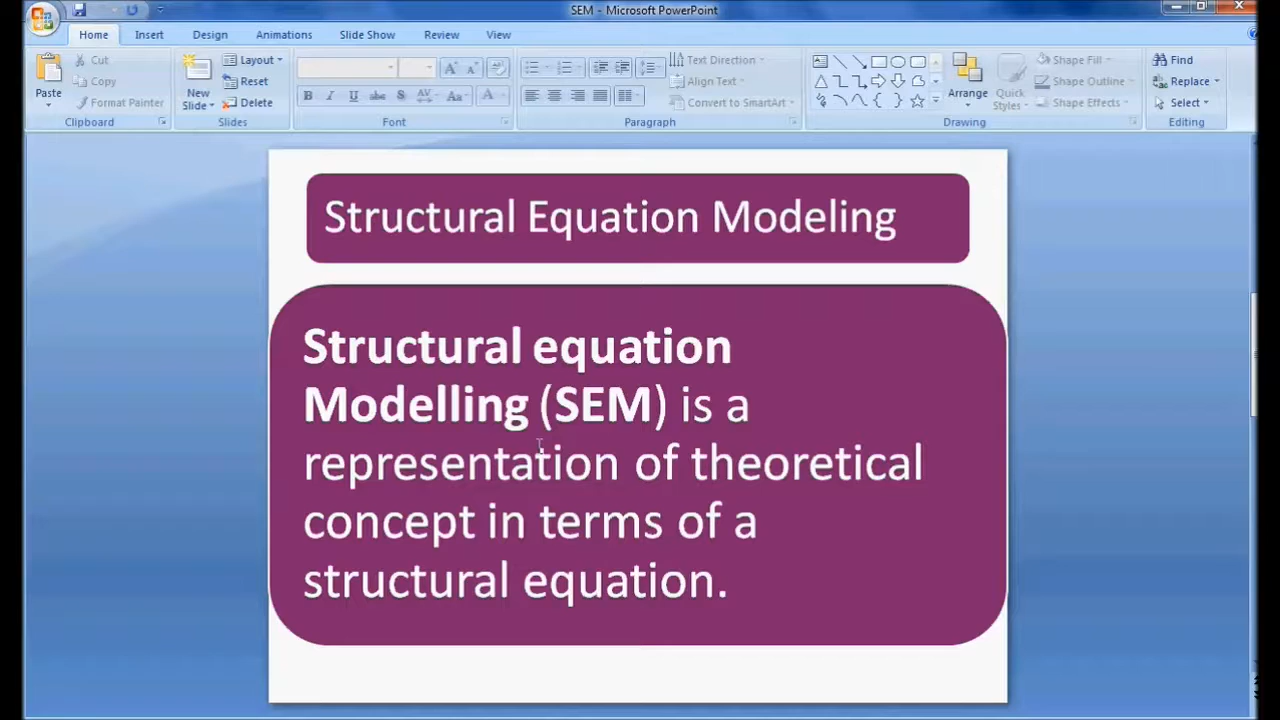 SEM - Microsoft PowerPoint
Home Insert Design Animations Slide Show Review View
Paste
Cut
Copy
Format Painter
Clipboard
New Slide
Layout
Reset
Delete
Slides
B I U abc S AV Aa A
Font
Text Direction
Align Text
Convert to SmartArt
Paragraph
Arrange
Quick Styles
Shape Fill
Shape Outline
Shape Effects
Drawing
Find
Replace
Select
Editing
Structural Equation Modeling
Structural equation
Modelling (SEM) is a
representation of theoretical
concept in terms of a
structural equation.